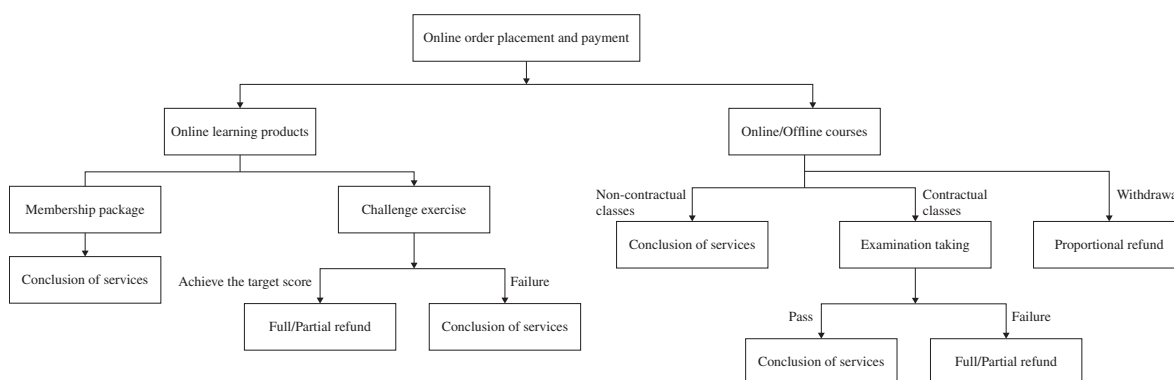 Online order placement and payment
Online learning products
Online/Offline courses
Non-contractual
classes
Contractual
classes
Withdrawa
Membership package
Challenge exercise
Conclusion of services
Examination taking
Proportional refund
Conclusion of services
Achieve the target score
Failure
Full/Partial refund
Conclusion of services
Pass
Failure
Conclusion of services
Full/Partial refund